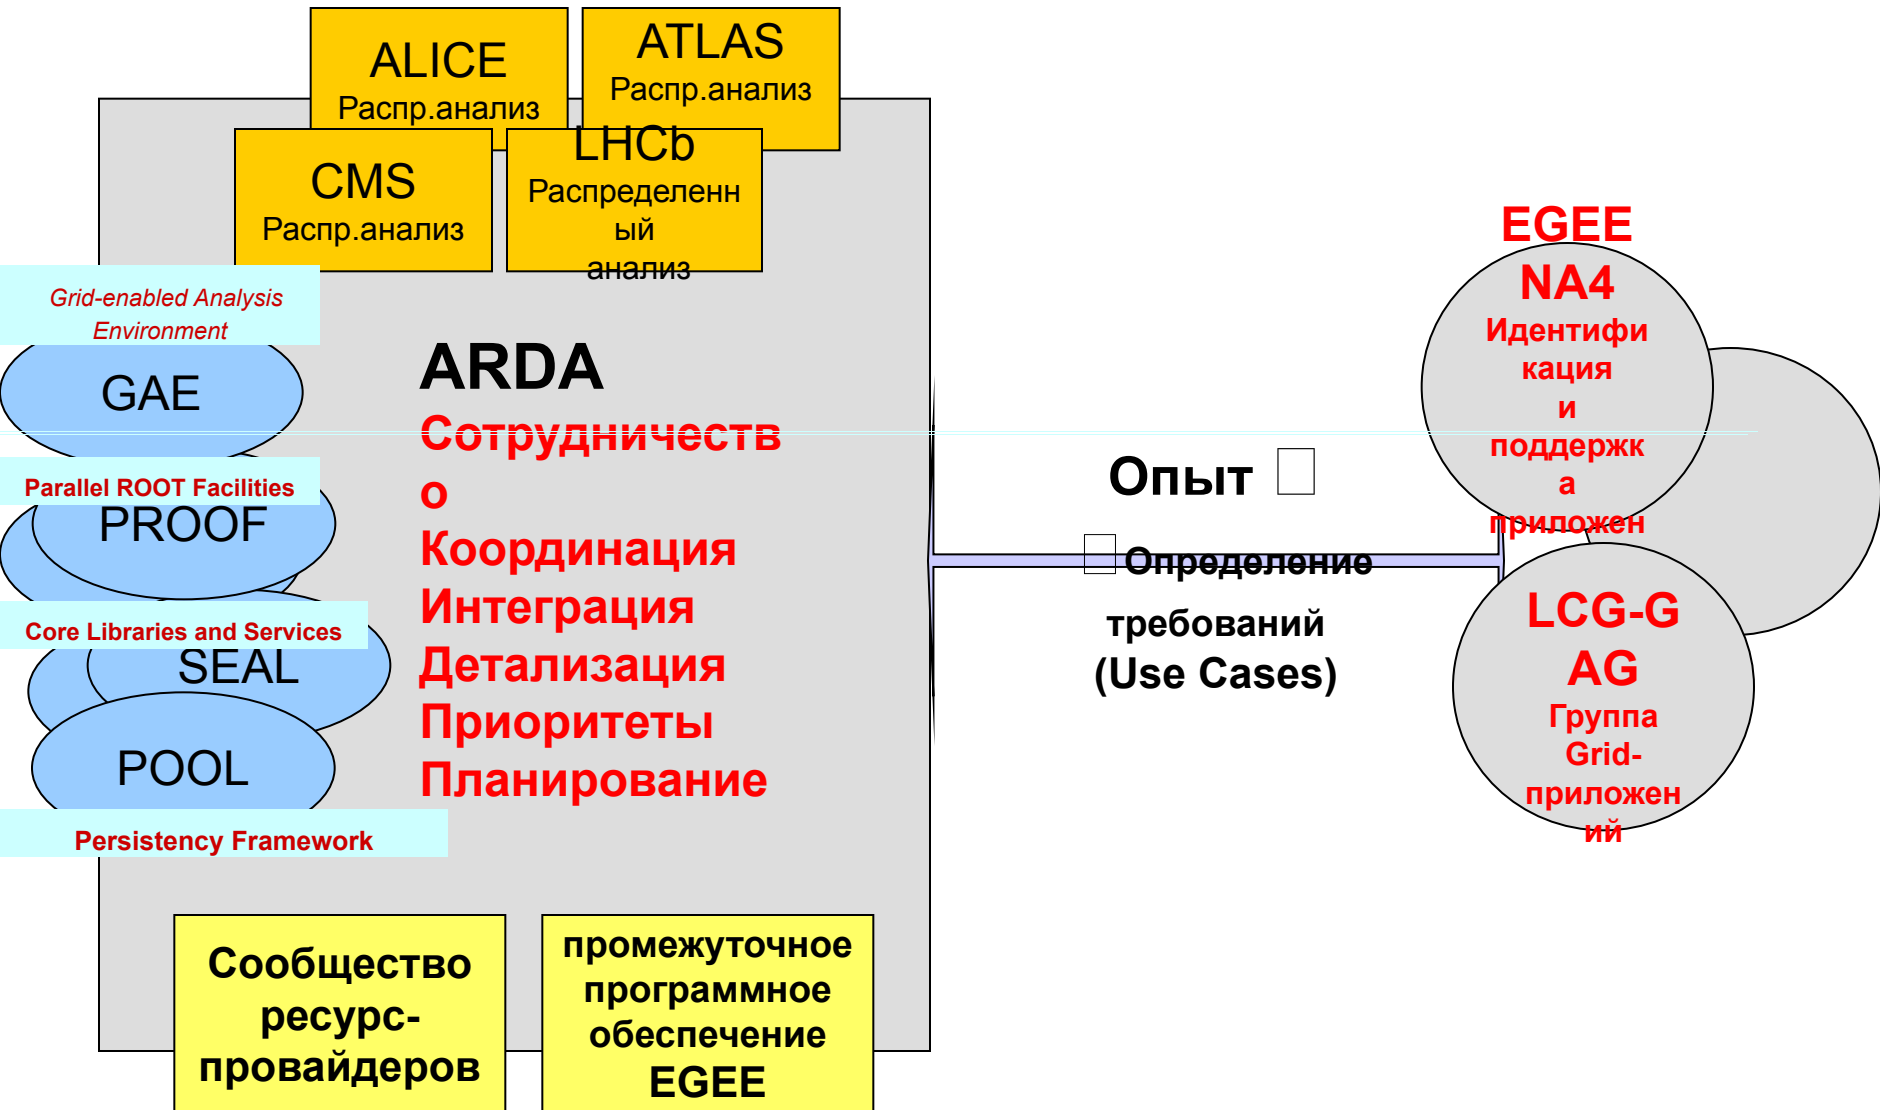 ALICE
Распр.анализ
ATLAS
Распр.анализ
CMS
Распр.анализ
LHCb
Распределенн
ый
анализ
Grid-enabled Analysis
Environment
GAE
Parallel ROOT Facilities
PROOF
Core Libraries and Services
SEAL
POOL
Persistency Framework
ARDA
Сотрудничеств
о
Координация
Интеграция
Детализация
Приоритеты
Планирование
Опыт
Определение
требований
(Use Cases)
EGEE
NA4
Идентифи
кация
и
поддержк
а
приложен
LCG-G
AG
Группа
Grid-
приложен
ий
Сообщество
ресурс-
провайдеров
промежуточное
программное
обеспечение
EGEE